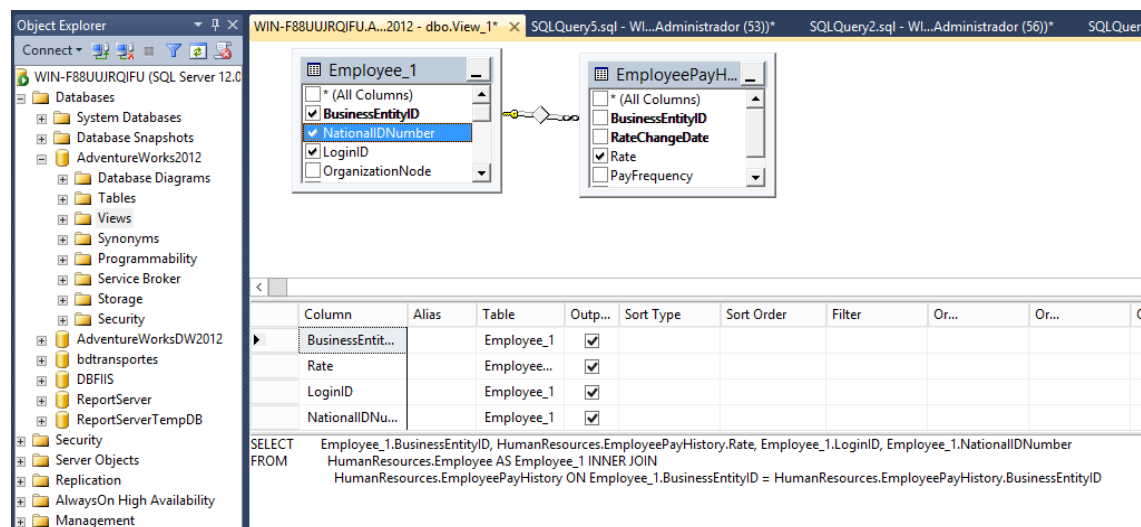 Object Explorer
Connect
WIN-F88UUJRQIFU (SQL Server 12.0
Databases
System Databases
Database Snapshots
AdventureWorks2012
Database Diagrams
Tables
Views
Synonyms
Programmability
Service Broker
Storage
Security
AdventureWorksDW2012
bdtransportes
DBFIIS
ReportServer
ReportServerTempDB
Security
Server Objects
Replication
AlwaysOn High Availability
Management
WIN-F88UUJRQIFU.A...2012 - dbo.View_1* SQLQuery5.sql - WI...Administrador (53))* SQLQuery2.sql - WI...Administrador (56))* SQLQuer
Employee_1
* (All Columns)
BusinessEntityID
NationalIDNumber
LoginID
OrganizationNode
EmployeePayH...
* (All Columns)
BusinessEntityID
RateChangeDate
Rate
PayFrequency
Column Alias Table Outp... Sort Type Sort Order Filter Or... Or...
BusinessEntit... Employee_1
Rate Employee...
LoginID Employee_1
NationalIDNu... Employee_1
SELECT Employee_1.BusinessEntityID, HumanResources.EmployeePayHistory.Rate, Employee_1.LoginID, Employee_1.NationalIDNumber
FROM HumanResources.Employee AS Employee_1 INNER JOIN
HumanResources.EmployeePayHistory ON Employee_1.BusinessEntityID = HumanResources.EmployeePayHistory.BusinessEntityID